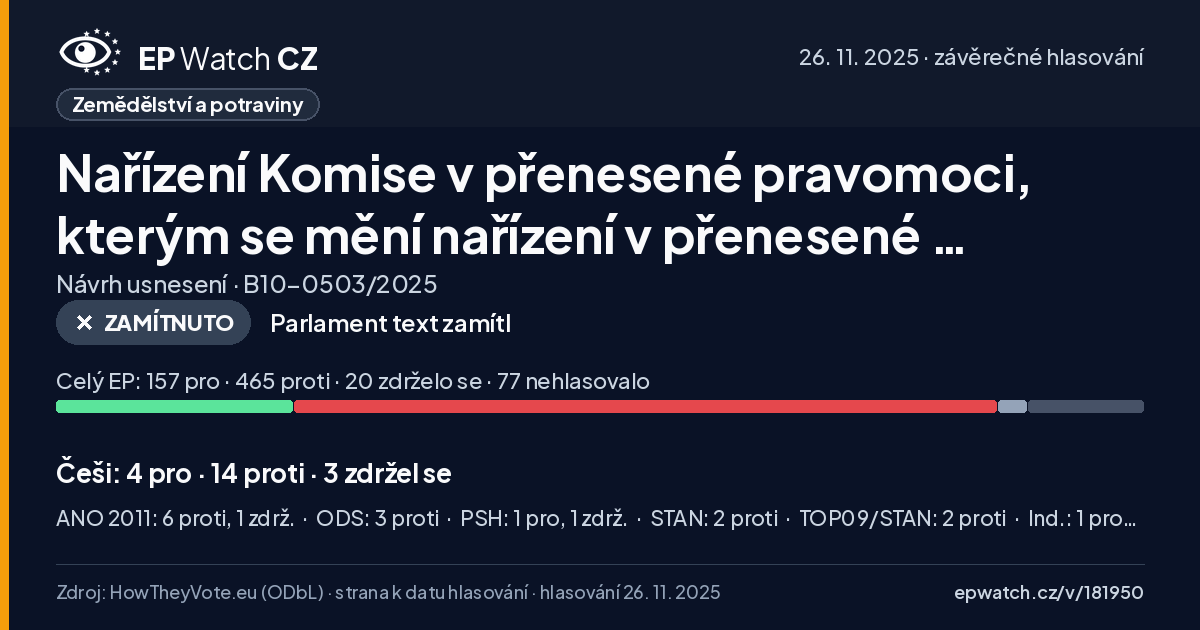 EP Watch CZ
26. 11. 2025 · závěrečné hlasování
Zemědělství a potraviny
Nařízení Komise v přenesené pravomoci,
kterým se mění nařízení v přenesené …
Návrh usnesení · B10-0503/2025
✕ ZAMÍTNUTO
Parlament text zamítl
Celý EP: 157 pro · 465 proti · 20 zdrželo se · 77 nehlasovalo
Češi: 4 pro · 14 proti · 3 zdržel se
ANO 2011: 6 proti, 1 zdrž. · ODS: 3 proti · PSH: 1 pro, 1 zdrž. · STAN: 2 proti · TOP09/STAN: 2 proti · Ind.: 1 pro…
Zdroj: HowTheyVote.eu (ODbL) · strana k datu hlasování · hlasování 26. 11. 2025
epwatch.cz/v/181950